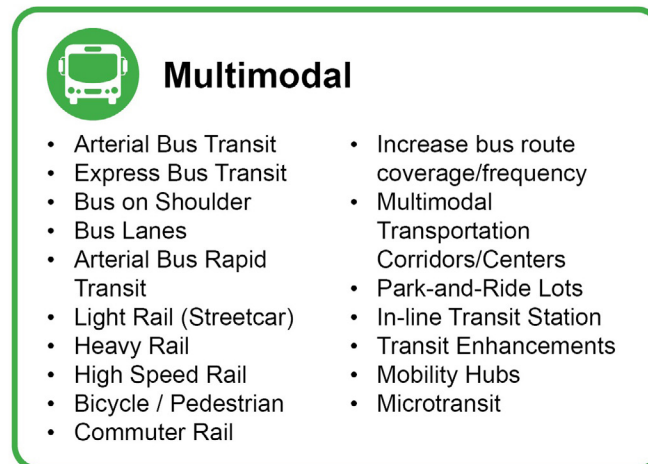 Multimodal
• Arterial Bus Transit
• Express Bus Transit
• Bus on Shoulder
• Bus Lanes
• Arterial Bus Rapid
Transit
• Light Rail (Streetcar)
• Heavy Rail
• High Speed Rail
• Bicycle / Pedestrian
• Commuter Rail
• Increase bus route
coverage/frequency
• Multimodal
Transportation
Corridors/Centers
• Park-and-Ride Lots
• In-line Transit Station
• Transit Enhancements
• Mobility Hubs
• Microtransit